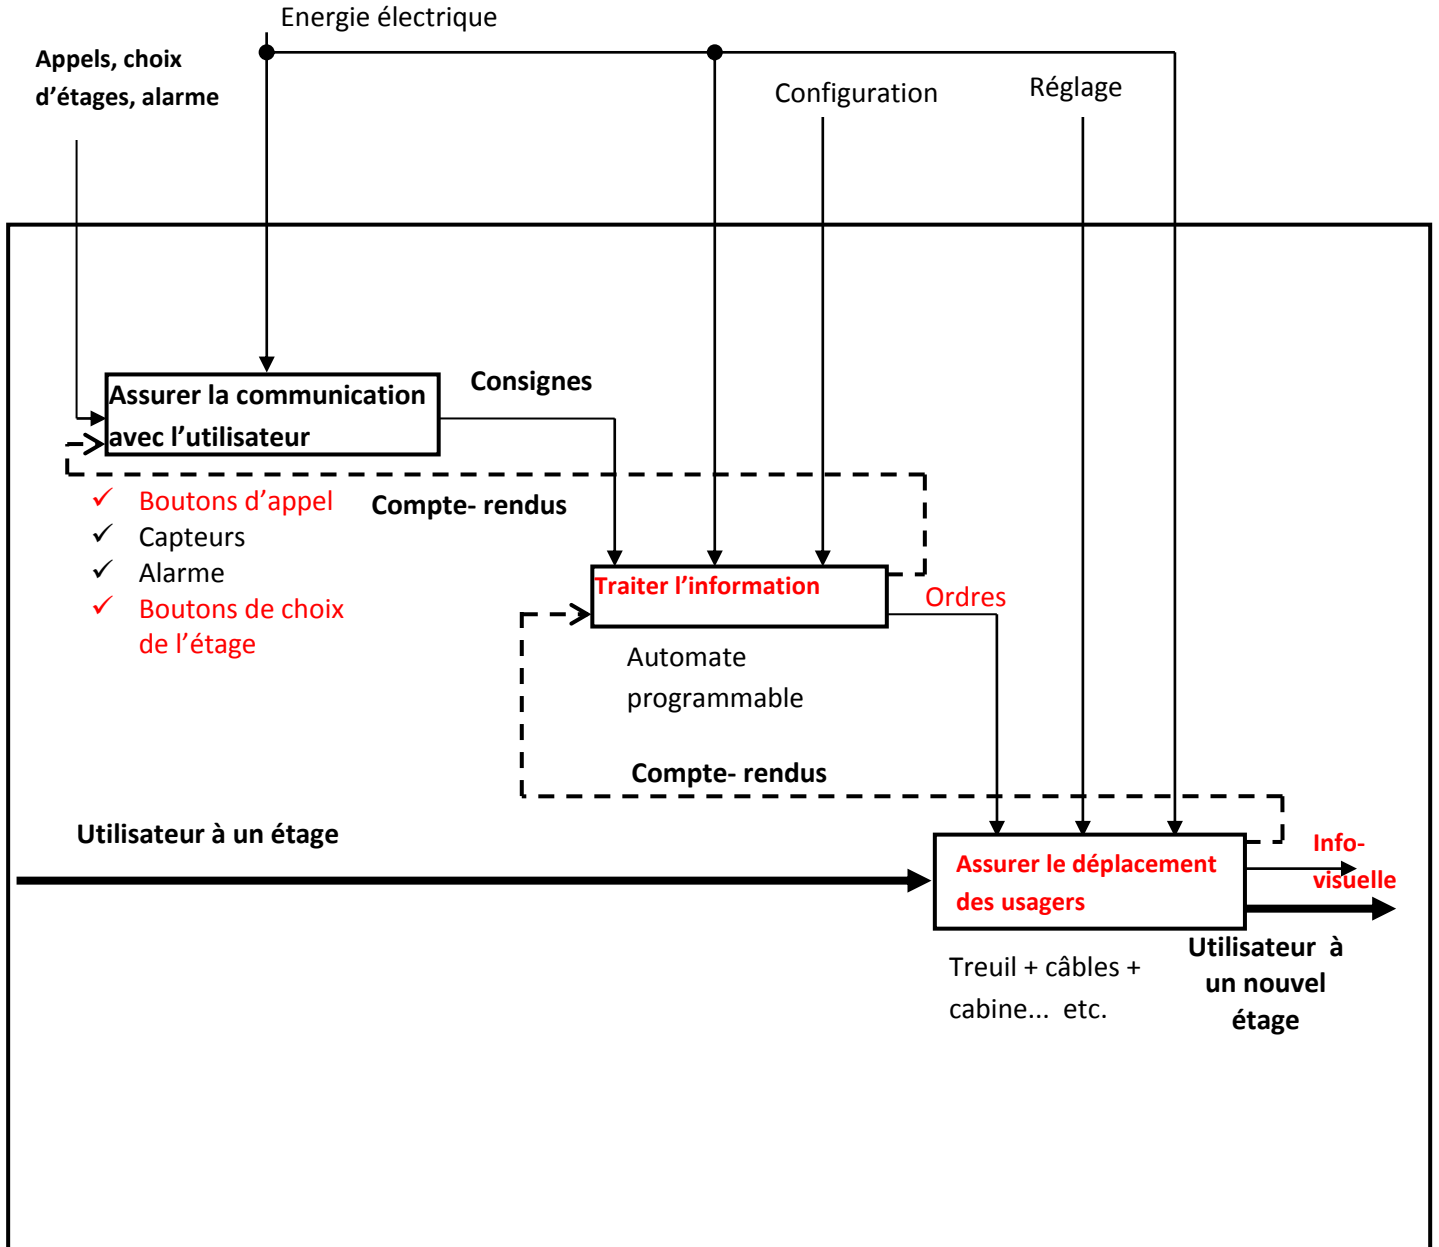 Energie électrique
Appels, choix
d'étages, alarme
Configuration
Réglage
Assurer la communication
avec l'utilisateur
Consignes
✓ Boutons d'appel
✓ Capteurs
✓ Alarme
✓ Boutons de choix
de l'étage
Compte- rendus
Traiter l'information
Ordres
Automate
programmable
Compte- rendus
Utilisateur à un étage
Assurer le déplacement
des usagers
Info-
visuelle
Treuil + câbles +
cabine... etc.
Utilisateur à
un nouvel
étage